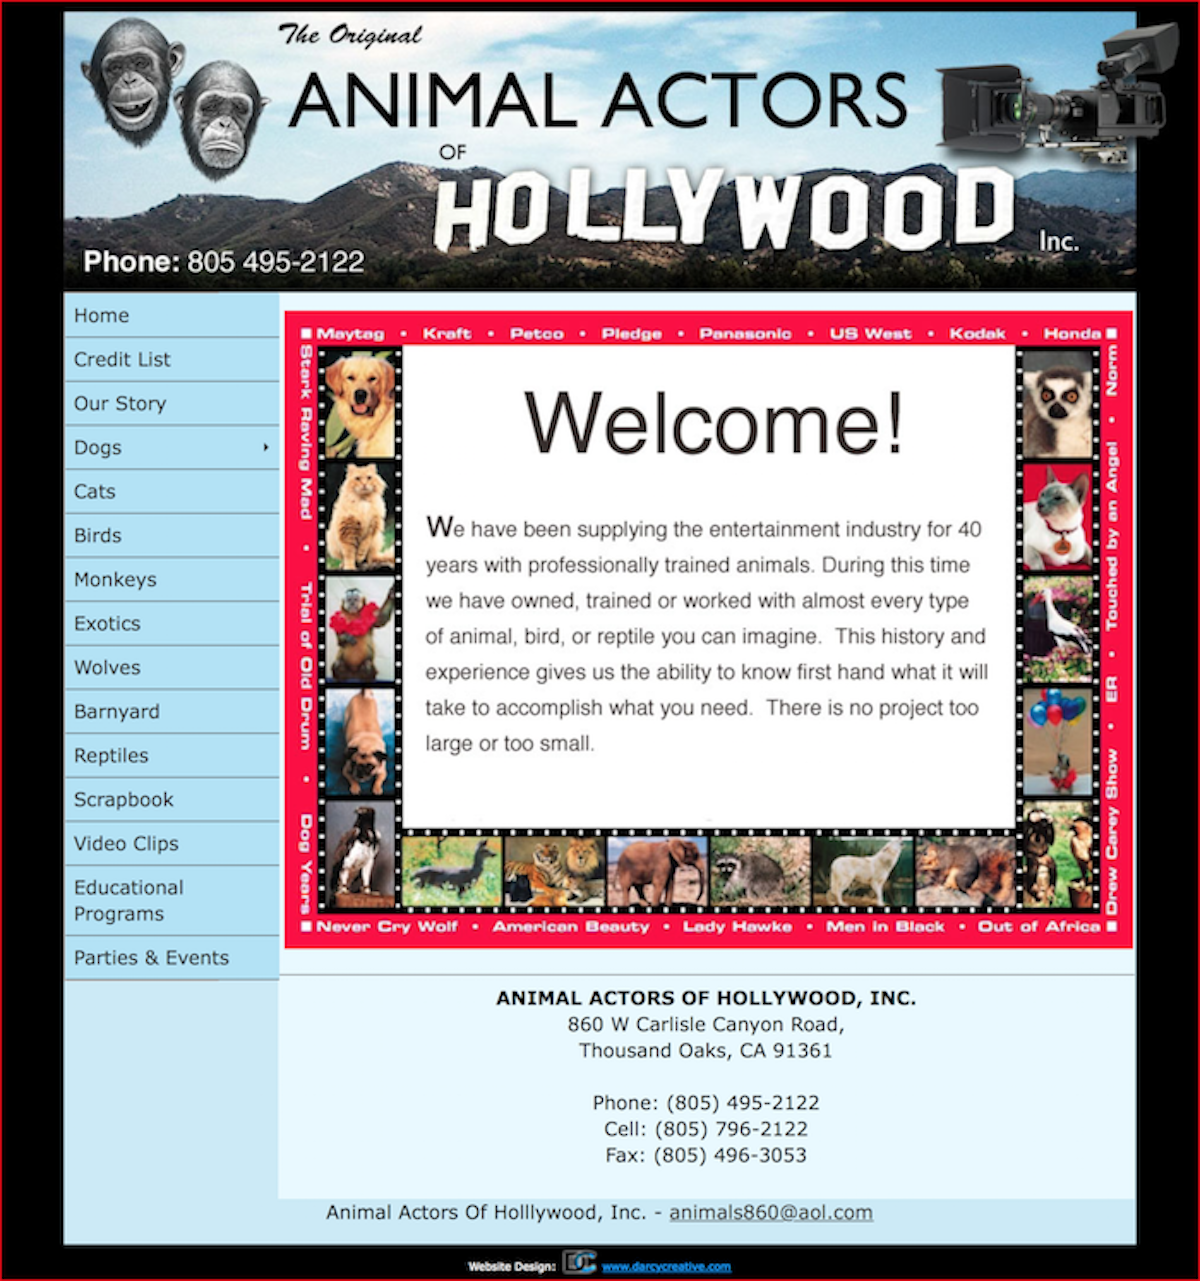 The Original
ANIMAL ACTORS
OF
HOLLYWOOD
Inc.
Phone: 805 495-2122
Home
Credit List
Our Story
Dogs
Cats
Birds
Monkeys
Exotics
Wolves
Barnyard
Reptiles
Scrapbook
Video Clips
Educational
Programs
Parties & Events
Maytag • Kraft • Petco • Pledge • Panasonic • US West • Kodak • Honda
Stark Raving Mad • Trial of Old Drum • Dog Years
Welcome!
We have been supplying the entertainment industry for 40
years with professionally trained animals. During this time
we have owned, trained or worked with almost every type
of animal, bird, or reptile you can imagine.  This history and
experience gives us the ability to know first hand what it will
take to accomplish what you need.  There is no project too
large or too small.
Drew Carey Show • ER • Touched by an Angel • Norm
Never Cry Wolf • American Beauty • Lady Hawke • Men in Black • Out of Africa
ANIMAL ACTORS OF HOLLYWOOD, INC.
860 W Carlisle Canyon Road,
Thousand Oaks, CA 91361
Phone: (805) 495-2122
Cell: (805) 796-2122
Fax: (805) 496-3053
Animal Actors Of Holllywood, Inc. - animals860@aol.com
Website Design: DC www.darcycreative.com